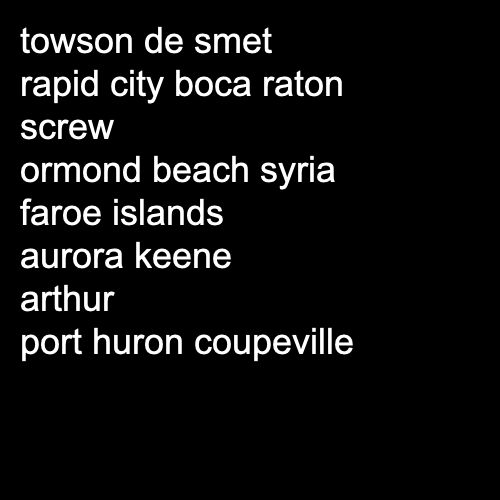 towson de smet
rapid city boca raton
screw
ormond beach syria
faroe islands
aurora keene
arthur
port huron coupeville